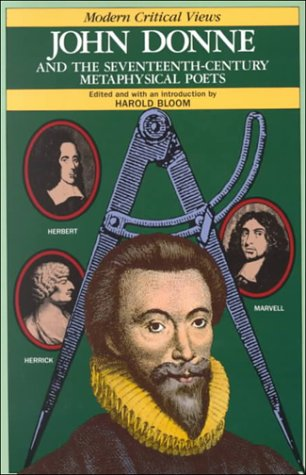 Modern Critical Views
JOHN DONNE
AND THE SEVENTEENTH-CENTURY
METAPHYSICAL POETS
Edited and with an introduction by
HAROLD BLOOM
HERBERT
MARVELL
HERRICK